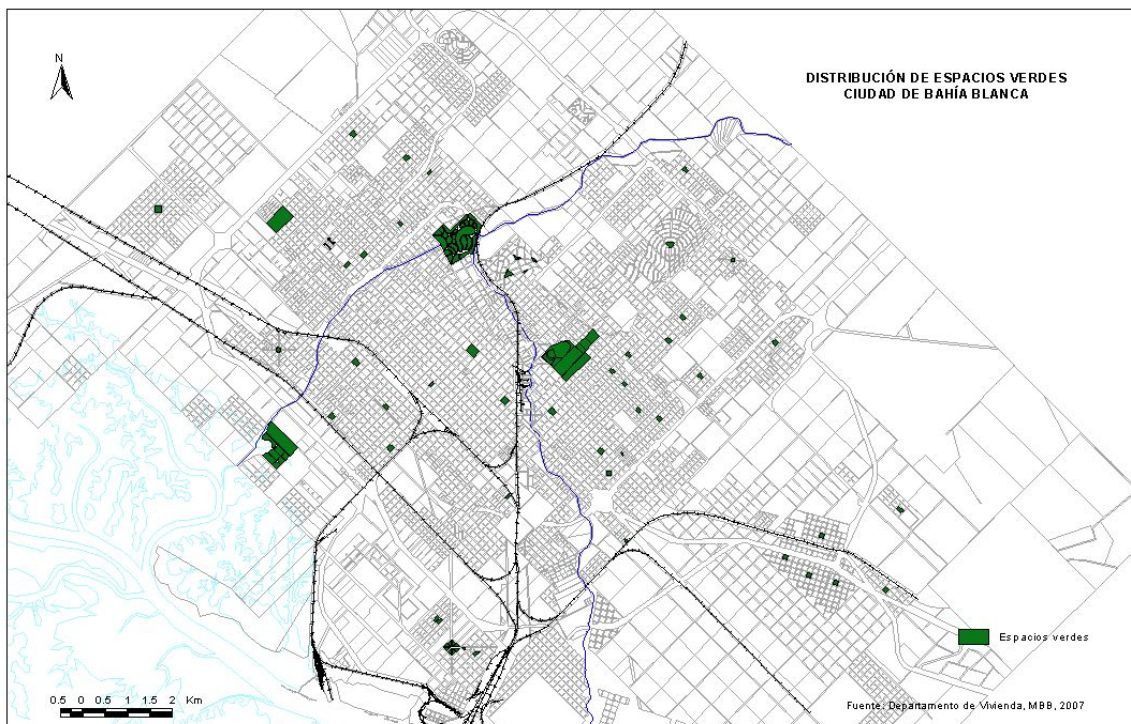 N
DISTRIBUCIÓN DE ESPACIOS VERDES
CIUDAD DE BAHÍA BLANCA
Espacios verdes
0.5 0 0.5 1 1.5 2 Km
Fuente: Departamento de Vivienda, MBB, 2007